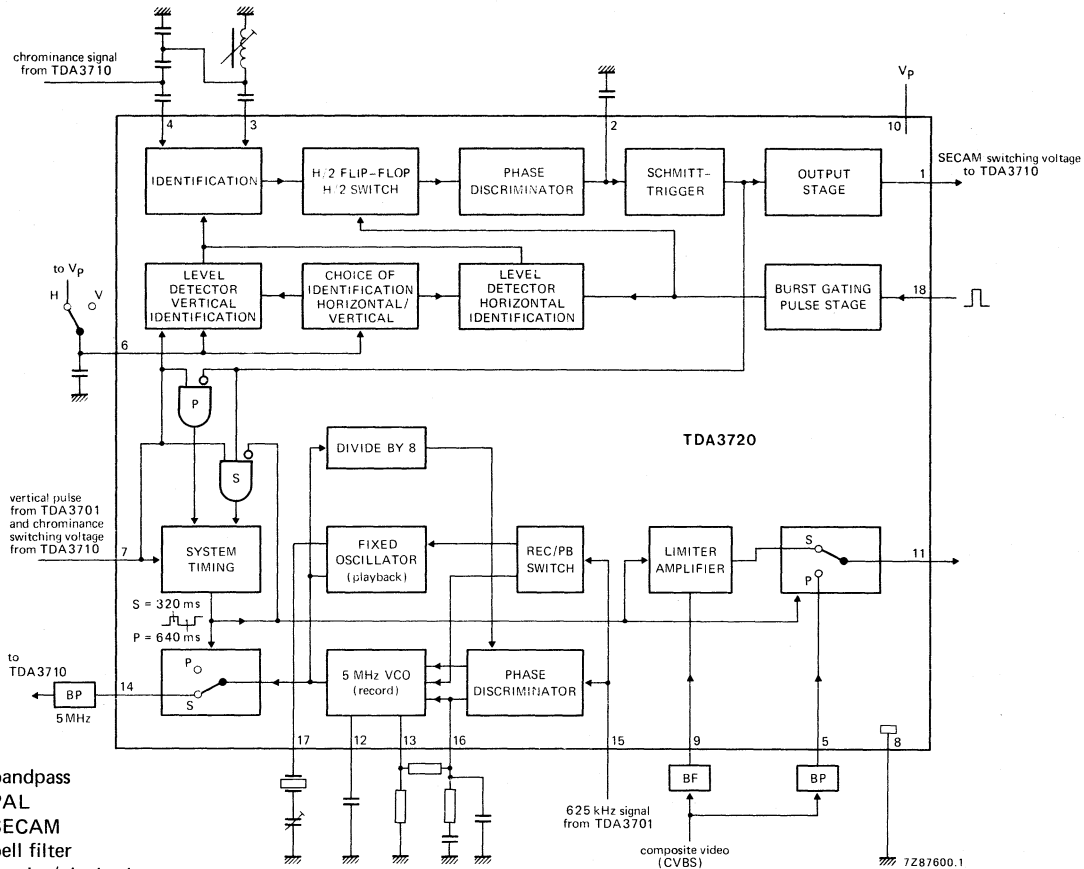 chrominance signal
from TDA3710
VP
4
3
2
10
IDENTIFICATION
H/2 FLIP-FLOP
H/2 SWITCH
PHASE
DISCRIMINATOR
SCHMITT-
TRIGGER
OUTPUT
STAGE
1
SECAM switching voltage
to TDA3710
to VP
H
V
LEVEL
DETECTOR
VERTICAL
IDENTIFICATION
CHOICE OF
IDENTIFICATION
HORIZONTAL/
VERTICAL
LEVEL
DETECTOR
HORIZONTAL
IDENTIFICATION
BURST GATING
PULSE STAGE
18
6
P
S
TDA3720
DIVIDE BY 8
vertical pulse
from TDA3701
and chrominance
switching voltage
from TDA3710
7
SYSTEM
TIMING
FIXED
OSCILLATOR
(playback)
REC/PB
SWITCH
LIMITER
AMPLIFIER
S
P
11
S = 320 ms
P = 640 ms
to
TDA3710
BP
5 MHz
14
P
S
5 MHz VCO
(record)
PHASE
DISCRIMINATOR
17
12
13
16
15
9
5
8
BF
BP
625 kHz signal
from TDA3701
composite video
(CVBS)
7Z87600.1
bandpass
PAL
SECAM
bell filter